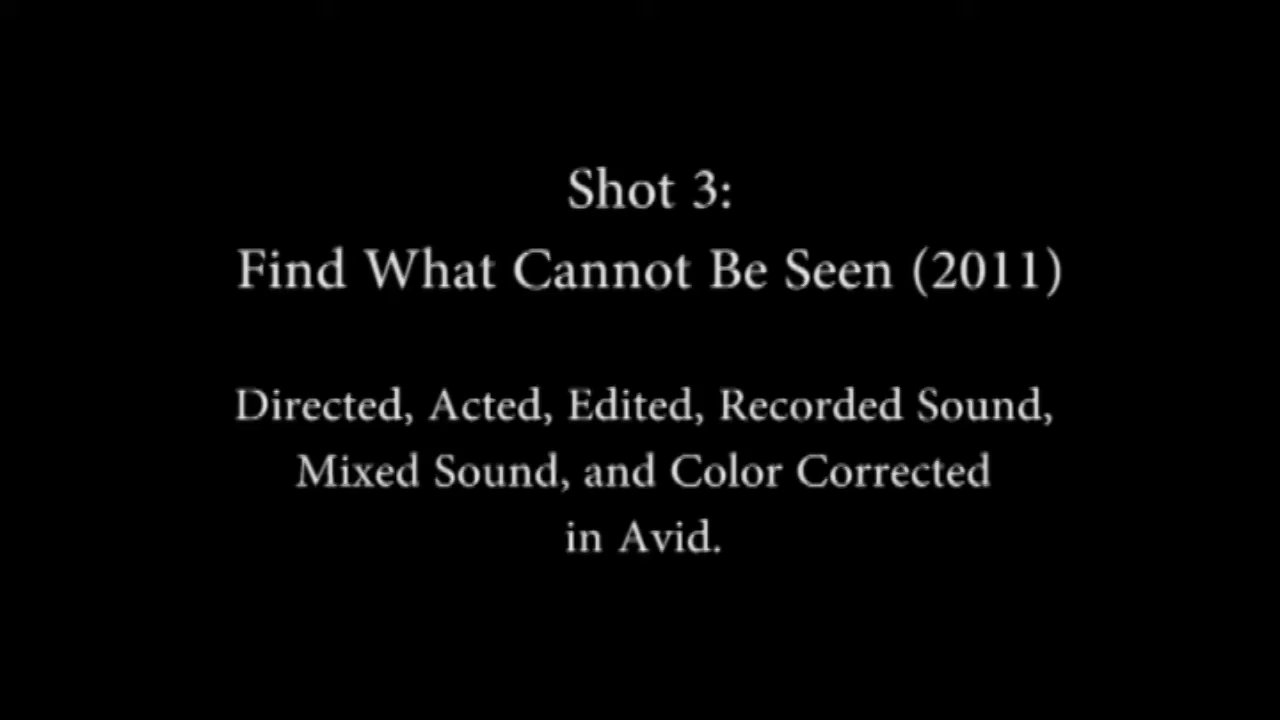 Shot 3:
Find What Cannot Be Seen (2011)
Directed, Acted, Edited, Recorded Sound,
Mixed Sound, and Color Corrected
in Avid.